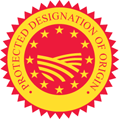 • PROTECTED DESIGNATION OF ORIGIN •